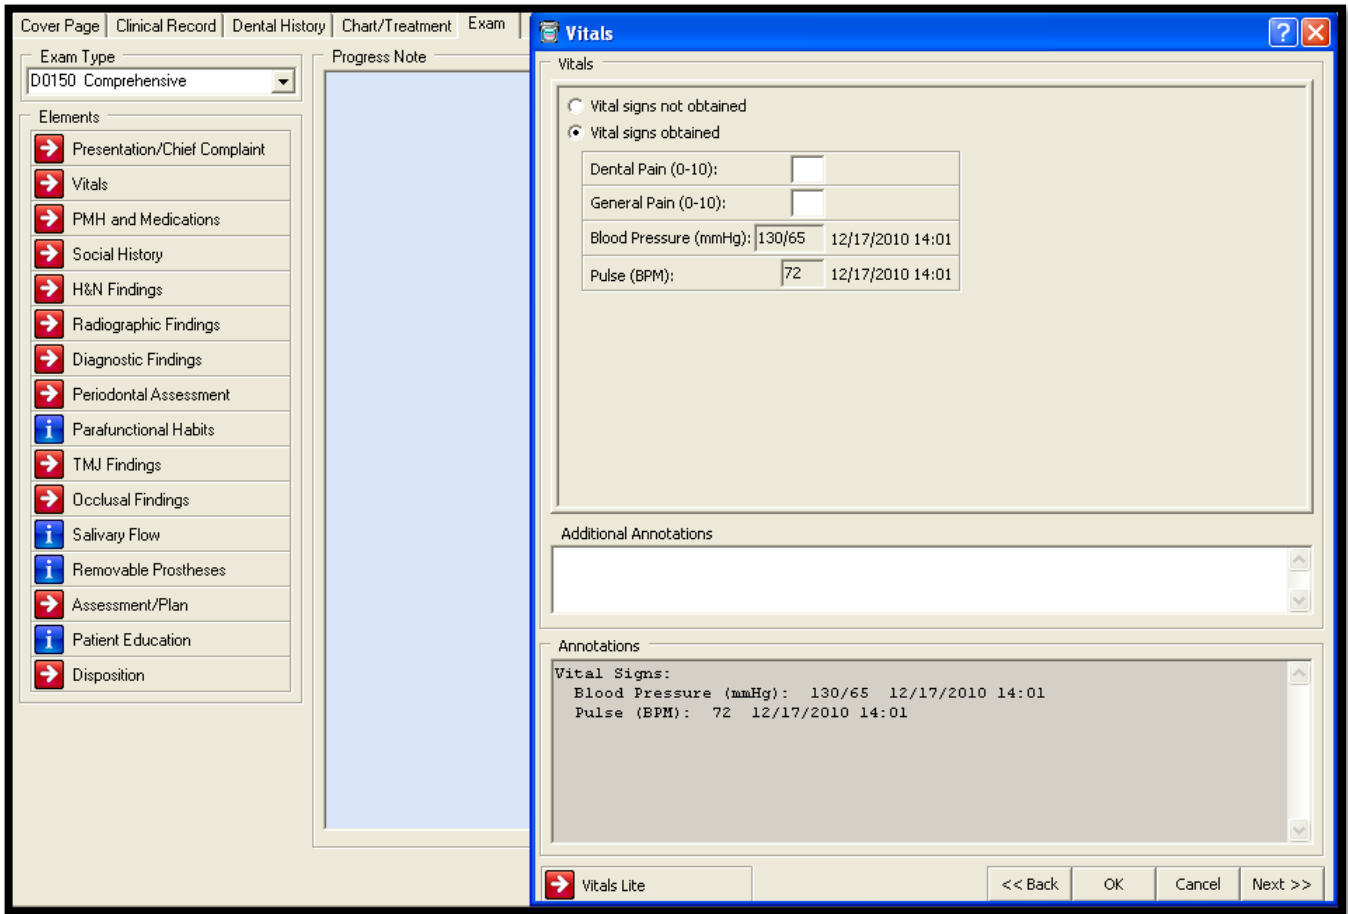 Cover Page
Clinical Record
Dental History
Chart/Treatment
Exam
Exam Type
D0150 Comprehensive
Elements
Presentation/Chief Complaint
Vitals
PMH and Medications
Social History
H&N Findings
Radiographic Findings
Diagnostic Findings
Periodontal Assessment
Parafunctional Habits
TMJ Findings
Occlusal Findings
Salivary Flow
Removable Prostheses
Assessment/Plan
Patient Education
Disposition
Progress Note
Vitals
Vitals
Vital signs not obtained
Vital signs obtained
Dental Pain (0-10):
General Pain (0-10):
Blood Pressure (mmHg): 130/65 12/17/2010 14:01
Pulse (BPM): 72 12/17/2010 14:01
Additional Annotations
Annotations
Vital Signs:
Blood Pressure (mmHg): 130/65 12/17/2010 14:01
Pulse (BPM): 72 12/17/2010 14:01
Vitals Lite
<< Back
OK
Cancel
Next >>